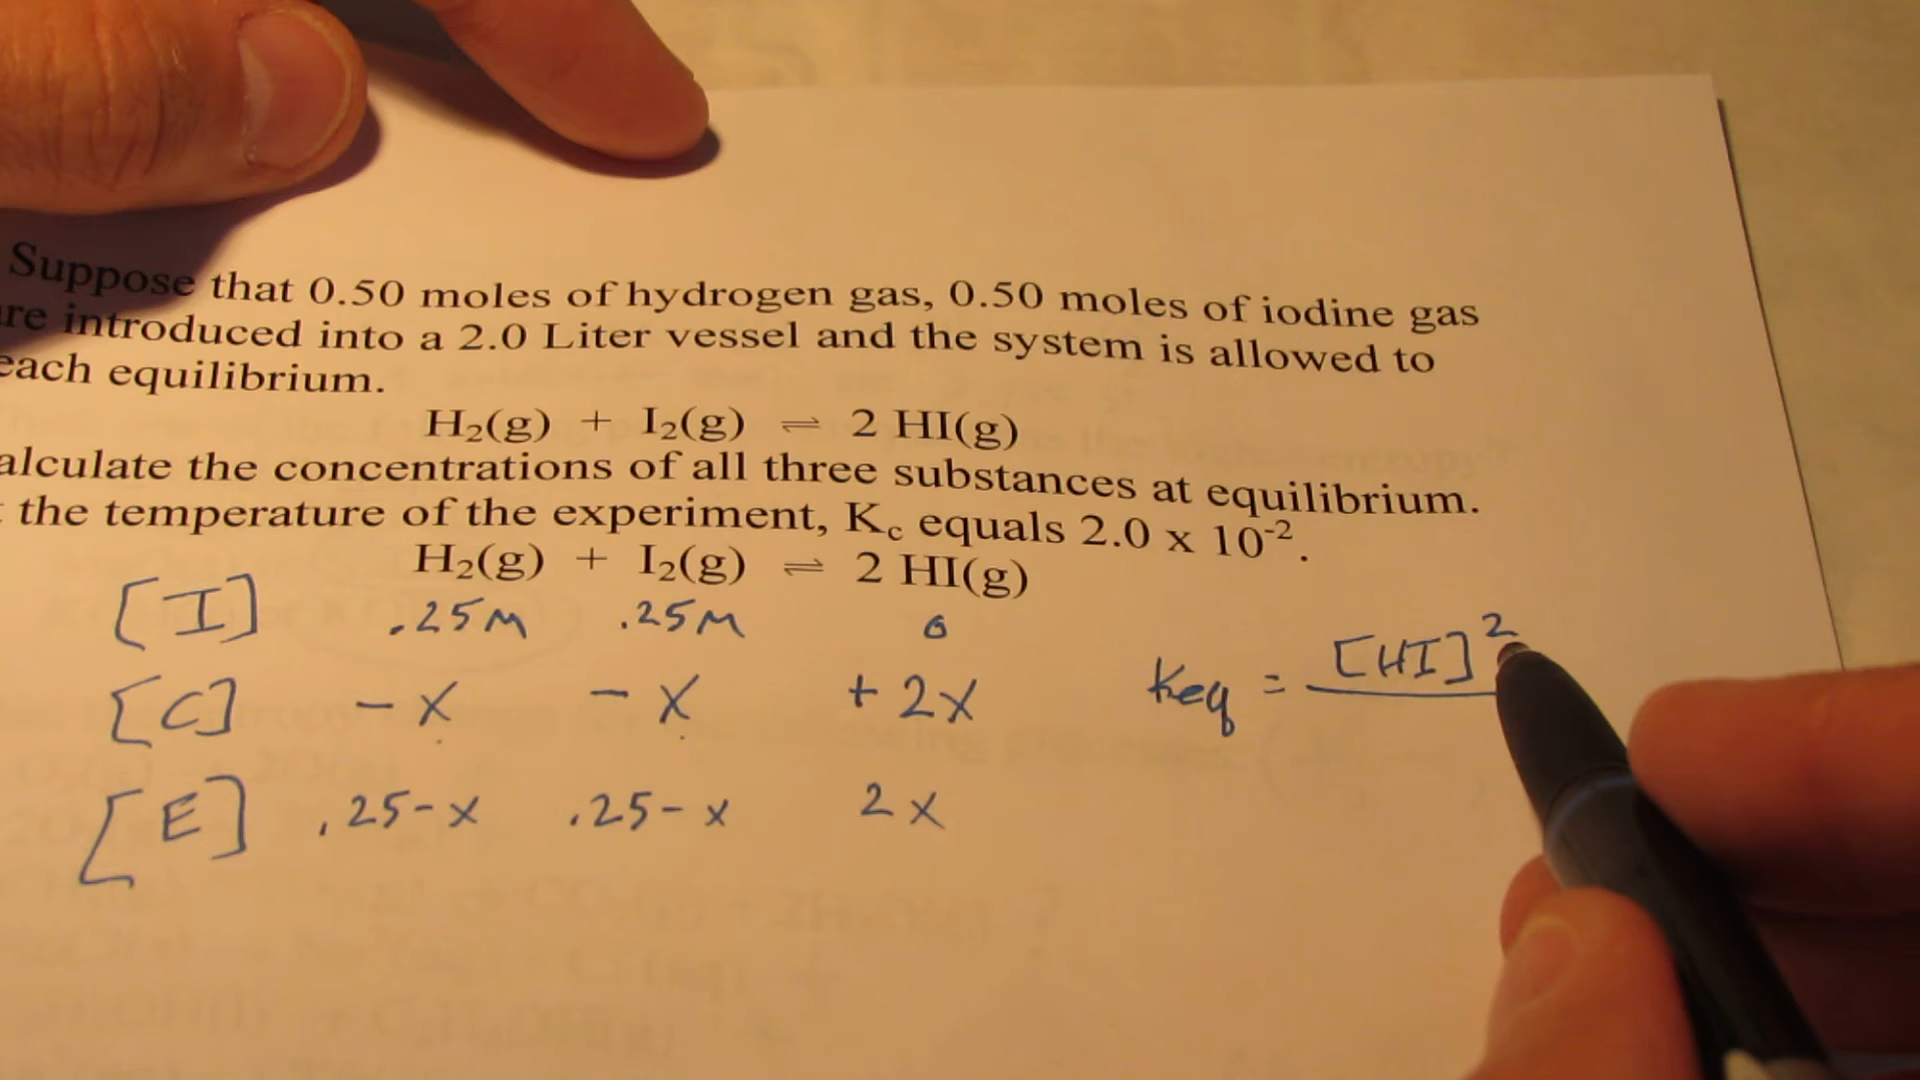 Suppose that 0.50 moles of hydrogen gas, 0.50 moles of iodine gas
re introduced into a 2.0 Liter vessel and the system is allowed to
each equilibrium.
H₂(g) + I₂(g) ⇌ 2 HI(g)
alculate the concentrations of all three substances at equilibrium.
the temperature of the experiment, Kc equals 2.0 x 10⁻².
H₂(g) + I₂(g) ⇌ 2 HI(g)
[I] .25M .25M 0
[C] - x - x + 2x
Keq = [HI]²
[E] .25-x .25-x 2x